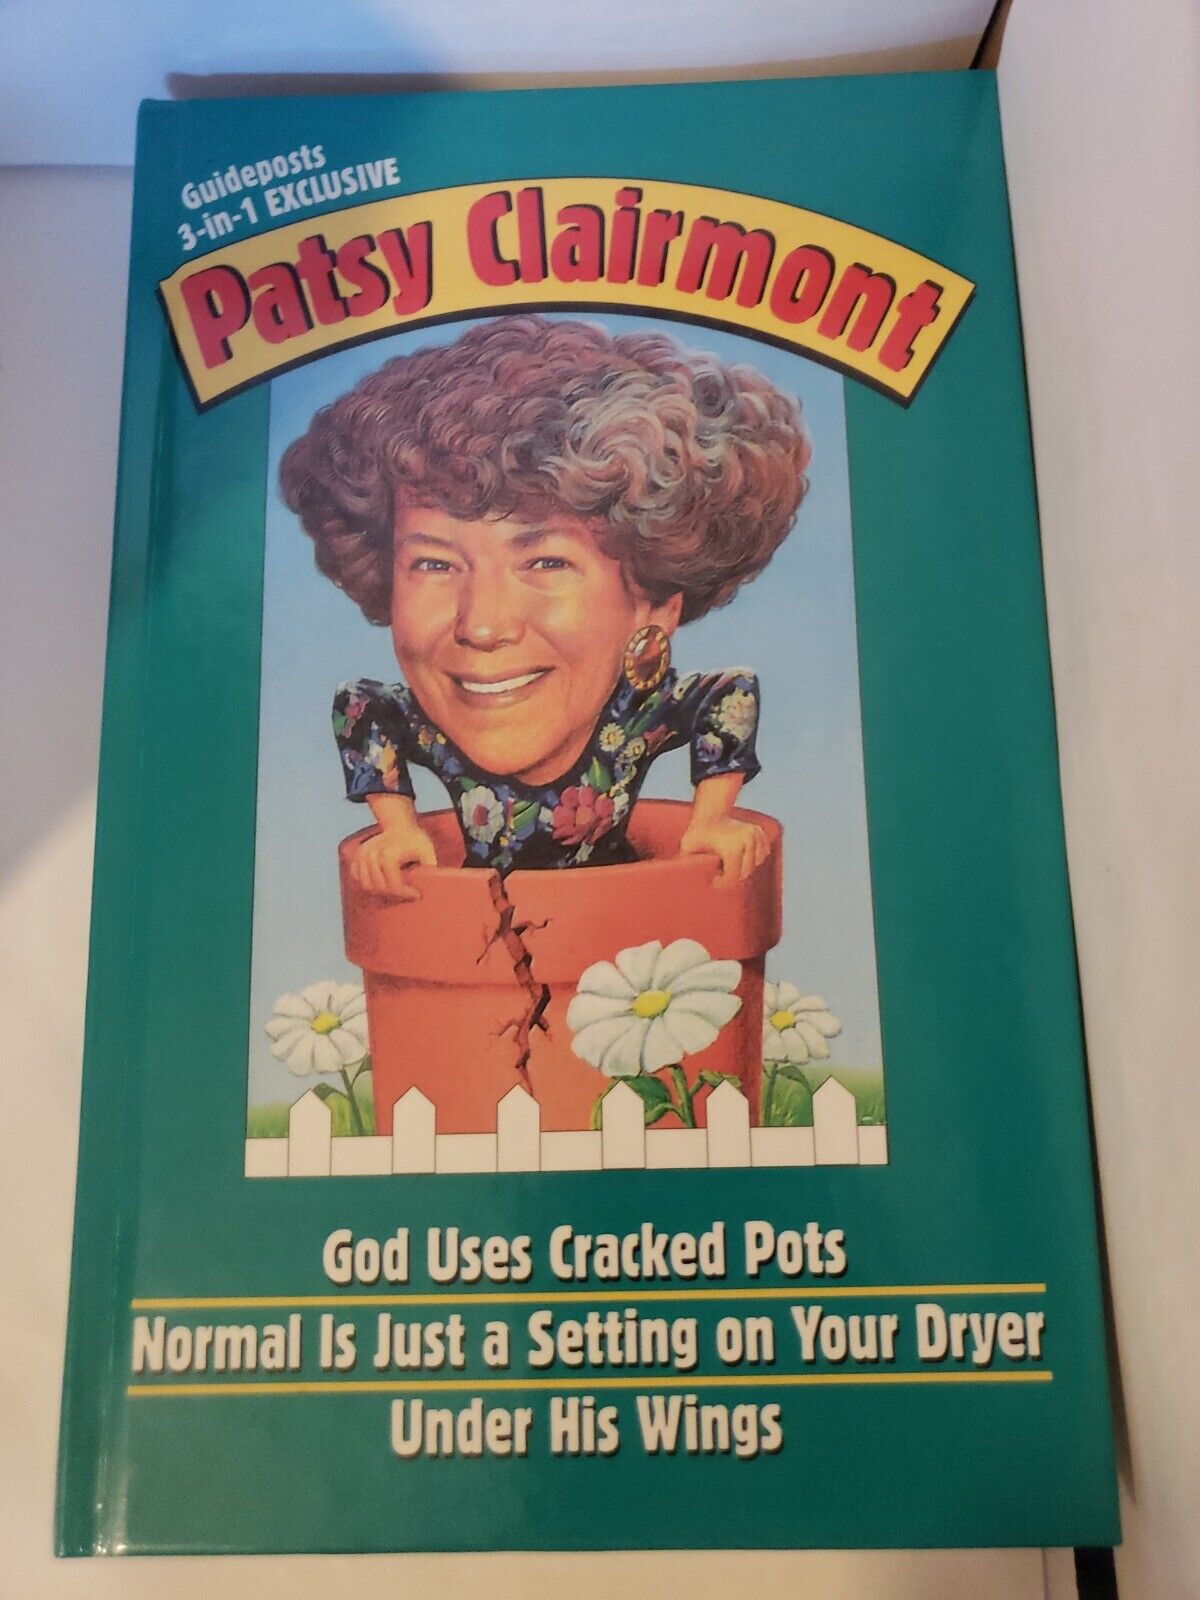 Guideposts
3-in-1 EXCLUSIVE
Patsy Clairmont
God Uses Cracked Pots
Normal Is Just a Setting on Your Dryer
Under His Wings